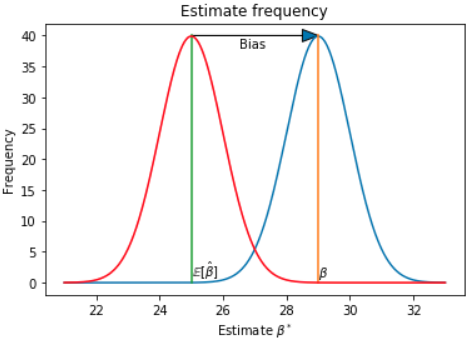 Estimate frequency
Bias
Frequency
40
35
30
25
20
15
10
5
0
𝔼[β̂]
β
22
24
26
28
30
32
Estimate β*